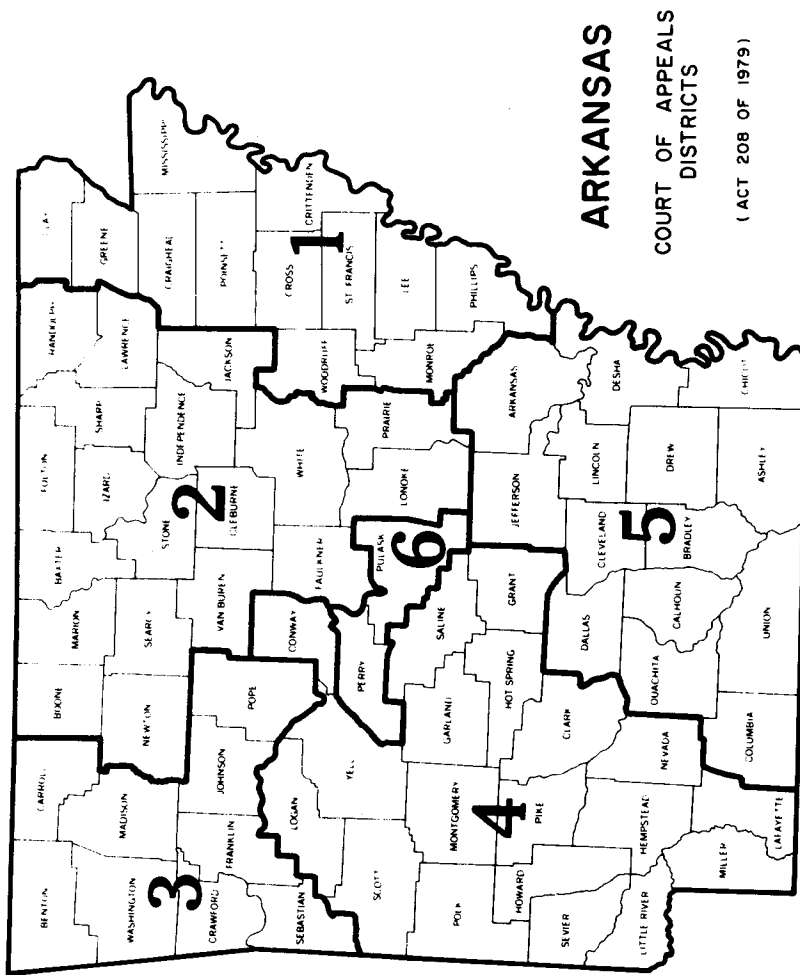 ARKANSAS
COURT OF APPEALS
DISTRICTS
(ACT 208 OF 1979)
BENTON
CARROLL
BOONE
MARION
BAXTER
FULTON
RANDOLPH
CLAY
WASHINGTON
MADISON
NEWTON
SEARCY
STONE
IZARD
SHARP
LAWRENCE
GREENE
3
2
CRAWFORD
FRANKLIN
JOHNSON
POPE
VAN BUREN
CLEBURNE
INDEPENDENCE
JACKSON
CRAIGHEAD
MISSISSIPPI
POINSETT
SEBASTIAN
LOGAN
CONWAY
FAULKNER
WHITE
WOODRUFF
CROSS
CRITTENDEN
1
ST. FRANCIS
SCOTT
YELL
PERRY
PULASKI
6
LONOKE
PRAIRIE
MONROE
LEE
PHILLIPS
POLK
MONTGOMERY
GARLAND
SALINE
4
HOWARD
PIKE
HOT SPRING
GRANT
JEFFERSON
ARKANSAS
SEVIER
CLARK
DALLAS
CLEVELAND
LINCOLN
DESHA
LITTLE RIVER
HEMPSTEAD
NEVADA
OUACHITA
CALHOUN
5
BRADLEY
DREW
MILLER
LAFAYETTE
COLUMBIA
UNION
ASHLEY
CHICOT